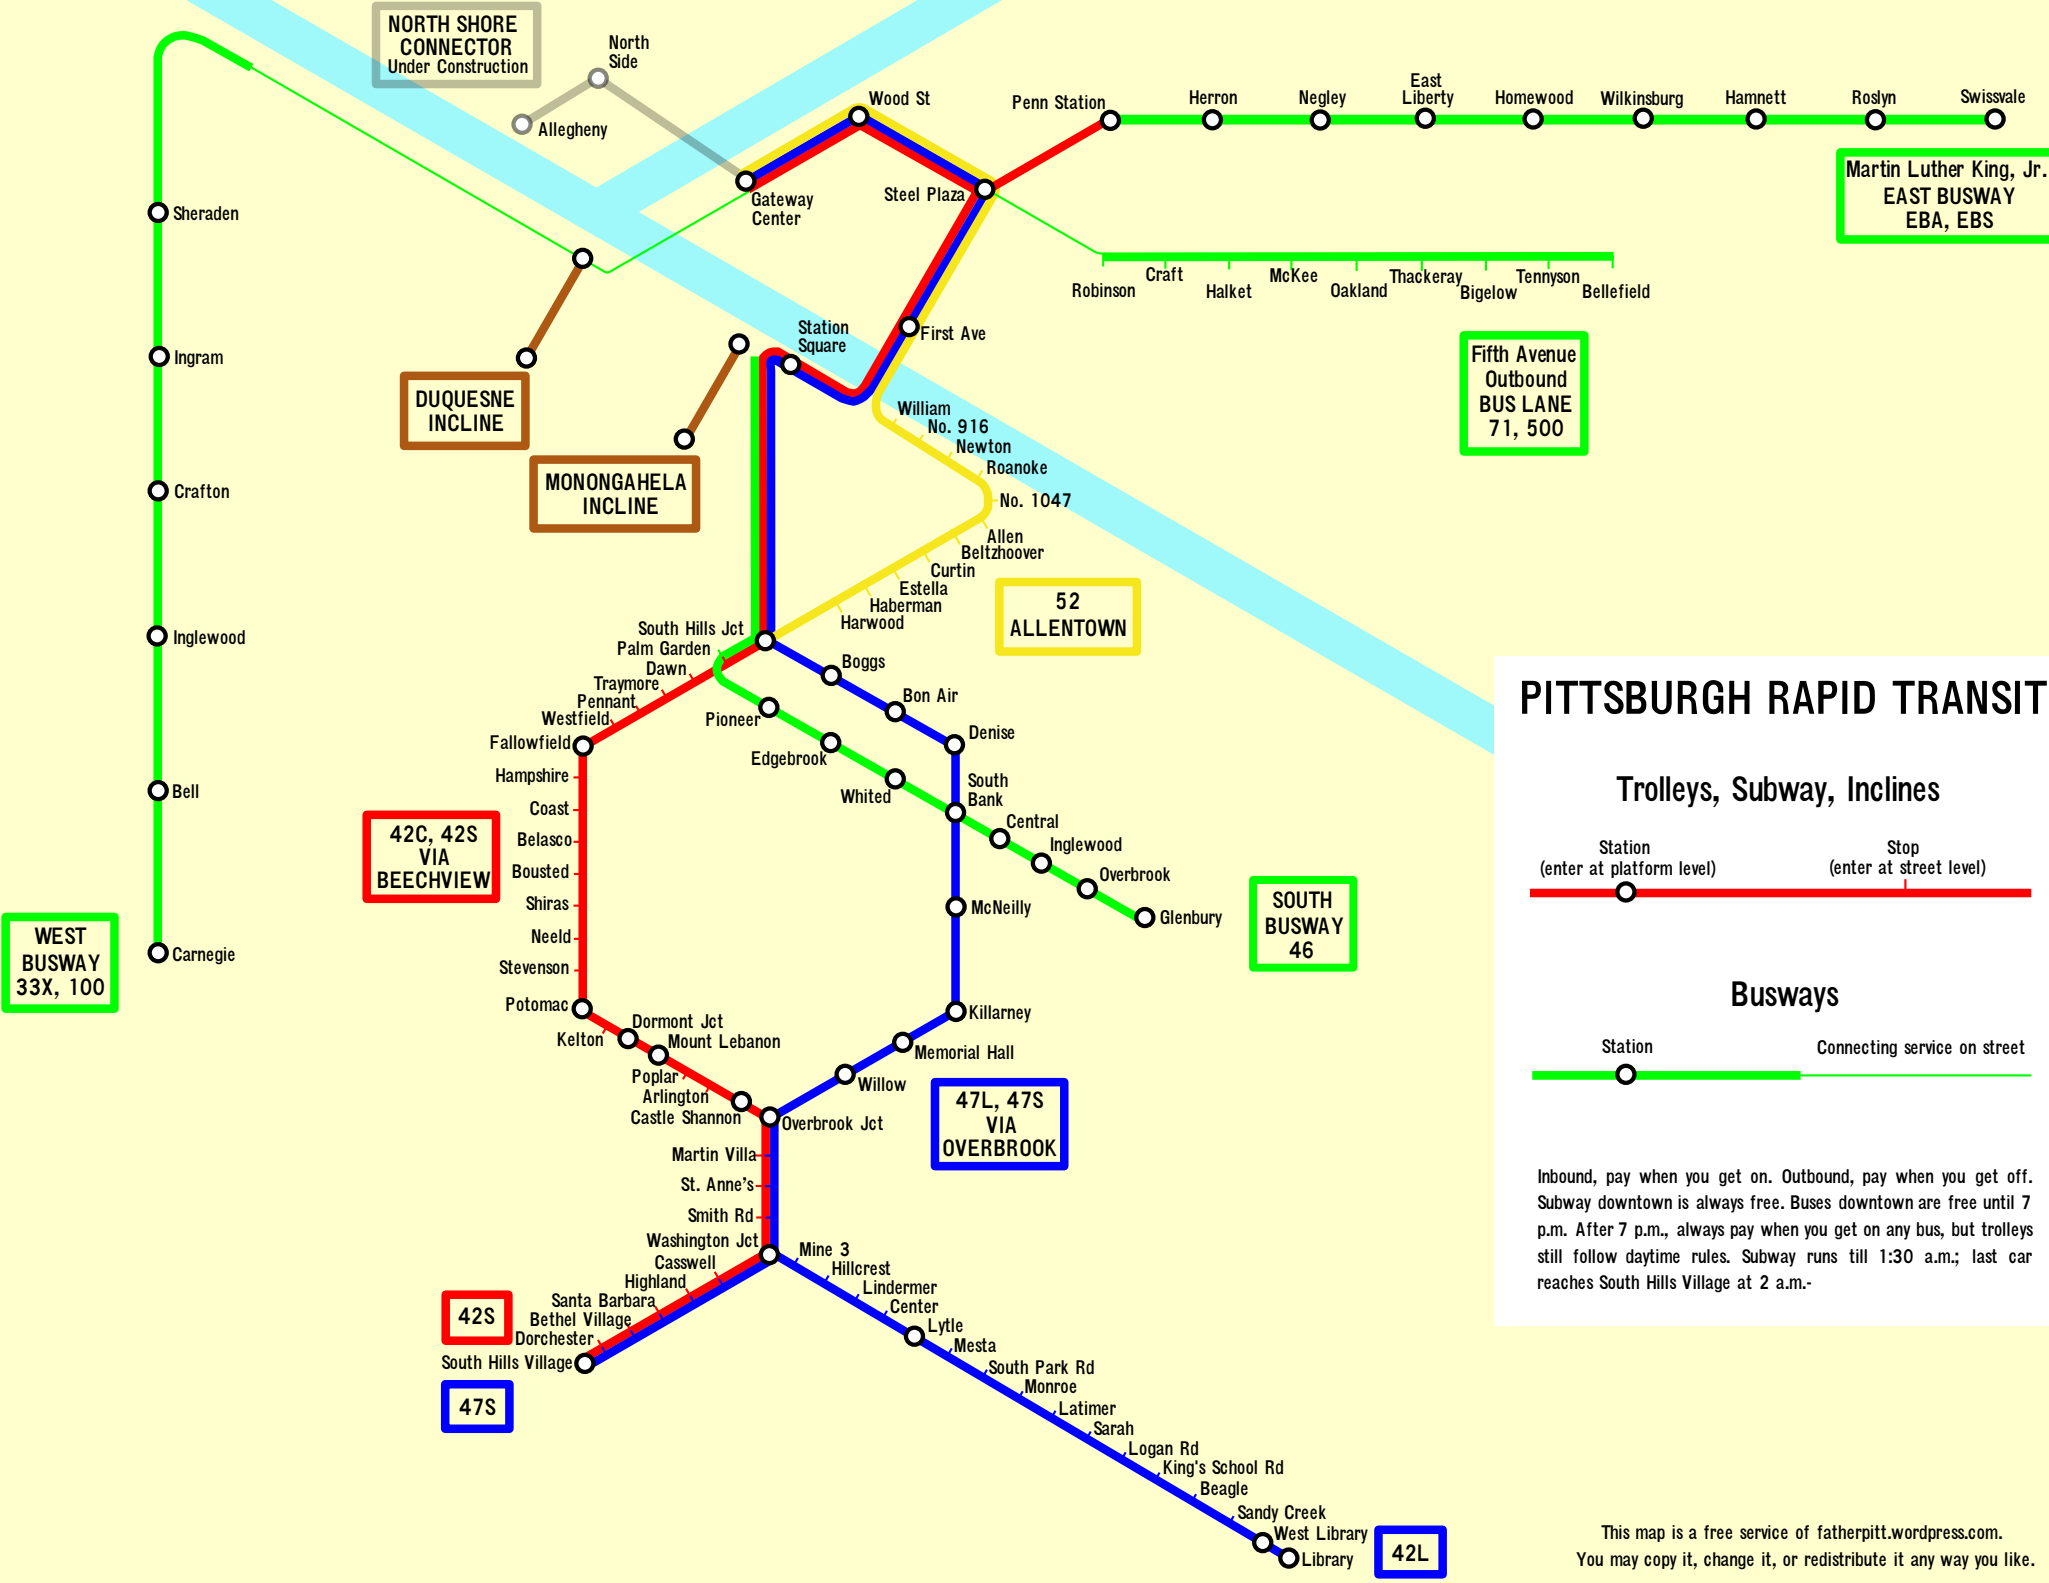 NORTH SHORE
CONNECTOR
Under Construction
North
Side
Allegheny
Wood St
Gateway
Center
Steel Plaza
Penn Station
Herron
Negley
East
Liberty
Homewood
Wilkinsburg
Hamnett
Roslyn
Swissvale
Martin Luther King, Jr.
EAST BUSWAY
EBA, EBS
Robinson
Craft
Halket
McKee
Oakland
Thackeray
Bigelow
Tennyson
Bellefield
Fifth Avenue
Outbound
BUS LANE
71, 500
Sheraden
Ingram
Crafton
Inglewood
Bell
Carnegie
WEST
BUSWAY
33X, 100
DUQUESNE
INCLINE
MONONGAHELA
INCLINE
Station
Square
First Ave
William
No. 916
Newton
Roanoke
No. 1047
Allen
Beltzhoover
Curtin
Estella
Haberman
Harwood
52
ALLENTOWN
South Hills Jct
Palm Garden
Dawn
Traymore
Pennant
Westfield
Fallowfield
Hampshire
Coast
Belasco
Bousted
Shiras
Neeld
Stevenson
Potomac
Kelton
Dormont Jct
Mount Lebanon
Poplar
Arlington
Castle Shannon
42C, 42S
VIA
BEECHVIEW
Boggs
Bon Air
Denise
South
Bank
McNeilly
Killarney
Memorial Hall
Willow
Overbrook Jct
Pioneer
Edgebrook
Whited
Central
Inglewood
Overbrook
Glenbury
SOUTH
BUSWAY
46
47L, 47S
VIA
OVERBROOK
Martin Villa
St. Anne's
Smith Rd
Washington Jct
Casswell
Highland
Santa Barbara
Bethel Village
Dorchester
South Hills Village
42S
47S
Mine 3
Hillcrest
Lindermer
Center
Lytle
Mesta
South Park Rd
Monroe
Latimer
Sarah
Logan Rd
King's School Rd
Beagle
Sandy Creek
West Library
Library
42L
PITTSBURGH RAPID TRANSIT
Trolleys, Subway, Inclines
Station
(enter at platform level)
Stop
(enter at street level)
Busways
Station
Connecting service on street
Inbound, pay when you get on. Outbound, pay when you get off.
Subway downtown is always free. Buses downtown are free until 7
p.m. After 7 p.m., always pay when you get on any bus, but trolleys
still follow daytime rules. Subway runs till 1:30 a.m.; last car
reaches South Hills Village at 2 a.m.-
This map is a free service of fatherpitt.wordpress.com.
You may copy it, change it, or redistribute it any way you like.